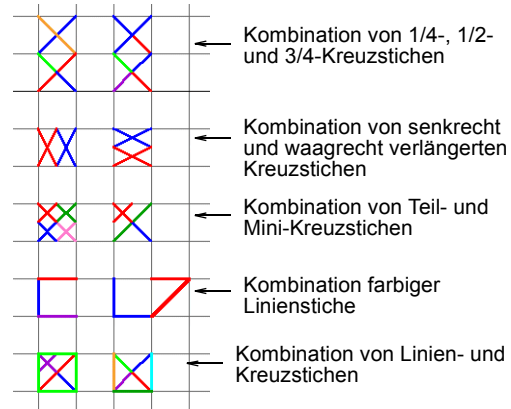 Kombination von 1/4-, 1/2-
und 3/4-Kreuzstichen
Kombination von senkrecht
und waagrecht verlängerten
Kreuzstichen
Kombination von Teil- und
Mini-Kreuzstichen
Kombination farbiger
Linienstiche
Kombination von Linien- und
Kreuzstichen